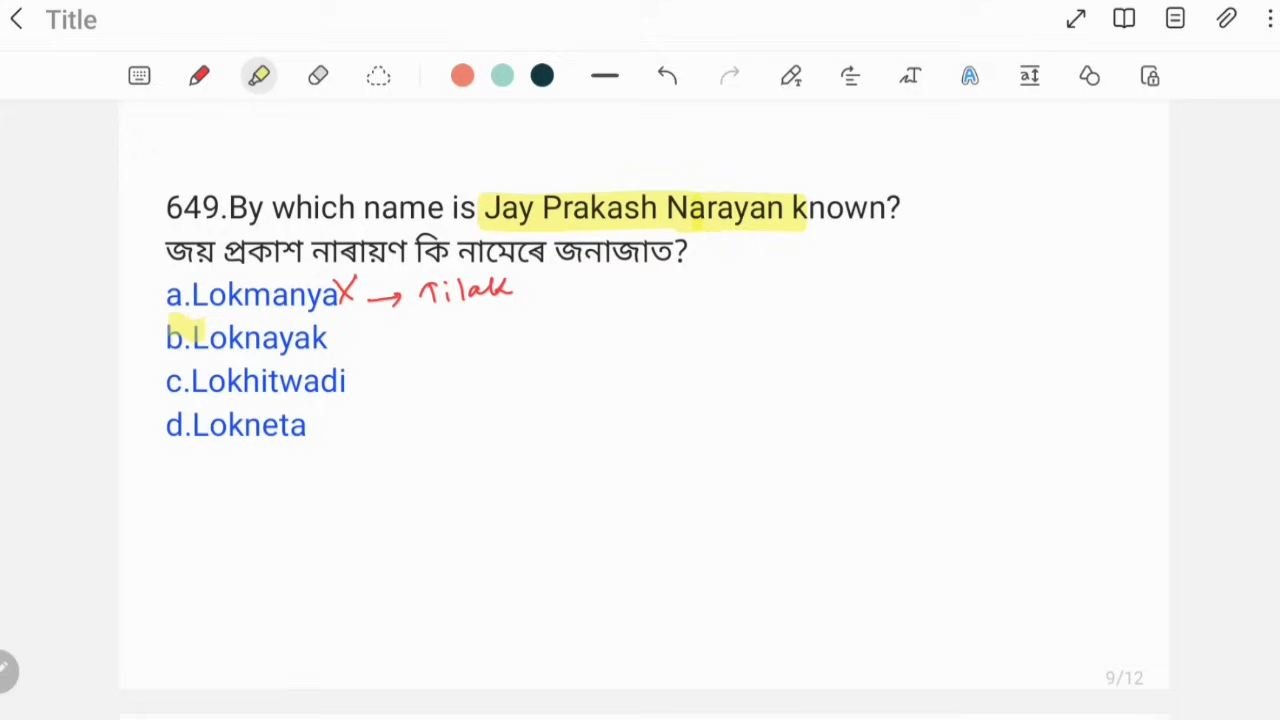 Title
649.By which name is Jay Prakash Narayan known?
জয় প্ৰকাশ নাৰায়ণ কি নামেৰে জনাজাত?
a.Lokmanya X → Tilak
b.Loknayak
c.Lokhitwadi
d.Lokneta
9/12